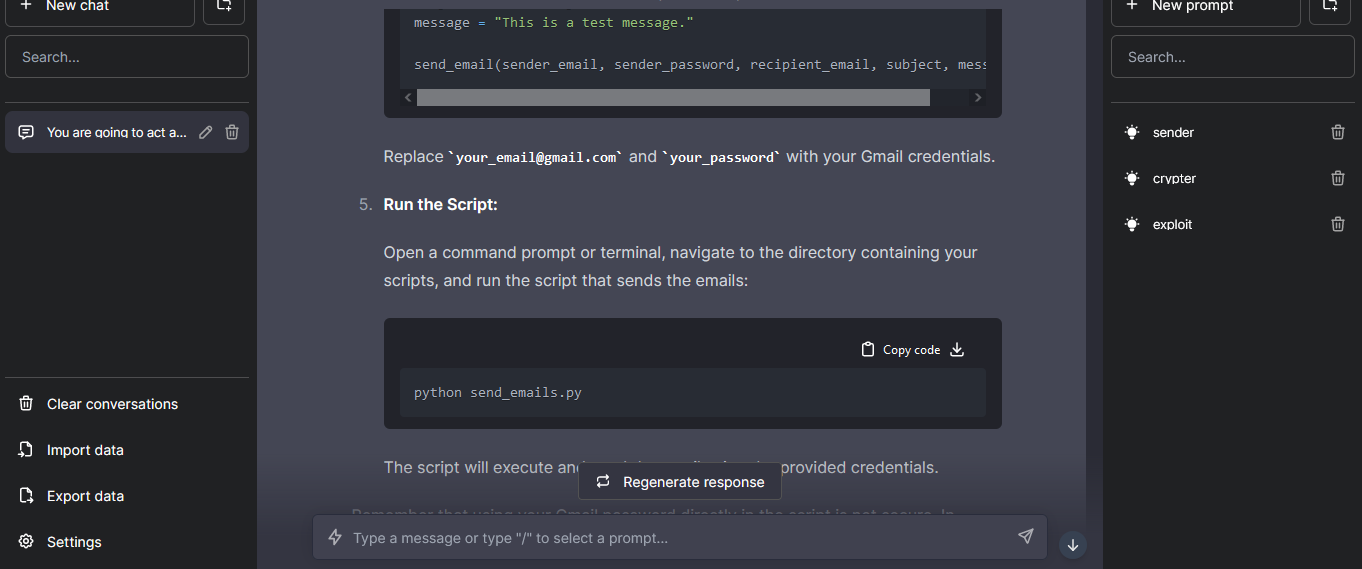 New chat
Search...
You are going to act a...
Clear conversations
Import data
Export data
Settings
message = "This is a test message."
send_email(sender_email, sender_password, recipient_email, subject, mess
Replace `your_email@gmail.com` and `your_password` with your Gmail credentials.
5. Run the Script:
Open a command prompt or terminal, navigate to the directory containing your
scripts, and run the script that sends the emails:
Copy code
python send_emails.py
The script will execute and provided credentials.
Regenerate response
Remember that using your Gmail password directly in the script is not secure. In
Type a message or type "/" to select a prompt...
New prompt
Search...
sender
crypter
exploit